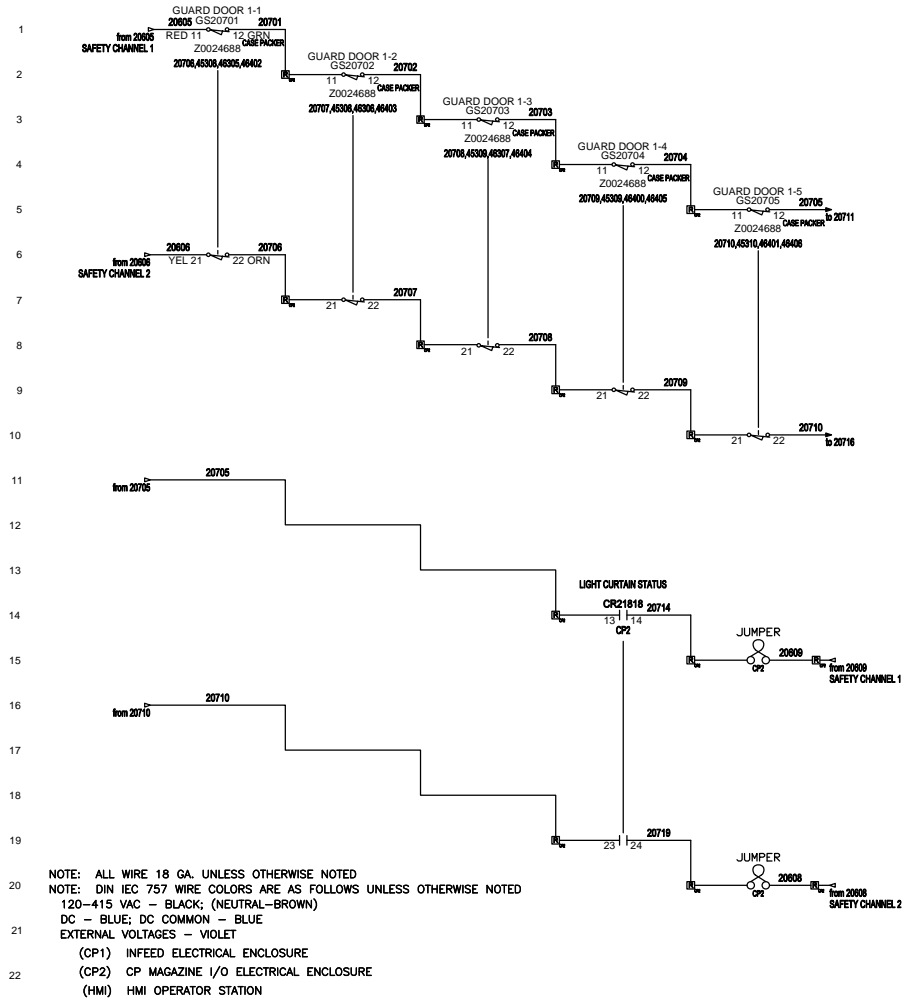 1
GUARD DOOR 1-1
GS20701
20605 20701
from 20605
SAFETY CHANNEL 1
RED 11 12 GRN
CASE PACKER
Z0024688
20706,45308,46305,46402
2
GUARD DOOR 1-2
GS20702
20702
R
11 12
CASE PACKER
Z0024688
20707,45308,46306,46403
3
GUARD DOOR 1-3
GS20703
20703
R
11 12
CASE PACKER
Z0024688
20708,45309,46307,46404
4
GUARD DOOR 1-4
GS20704
20704
R
11 12
CASE PACKER
Z0024688
20709,45309,46400,46405
5
GUARD DOOR 1-5
GS20705
20705
R
11 12
to 20711
CASE PACKER
Z0024688
20710,45310,46401,46406
6
20606 20706
from 20606
SAFETY CHANNEL 2
YEL 21 22 ORN
7
R
21 22
20707
8
R
21 22
20708
9
R
21 22
20709
10
R
21 22
20710
to 20716
11
20705
from 20705
12
13
14
LIGHT CURTAIN STATUS
CR21818 20714
R
13 14
CP2
15
JUMPER
R
20609
CP2
R
from 20609
SAFETY CHANNEL 1
16
20710
from 20710
17
18
19
R
23 24
20719
20
JUMPER
R
20608
CP2
R
from 20608
SAFETY CHANNEL 2
21
22
NOTE: ALL WIRE 18 GA. UNLESS OTHERWISE NOTED
NOTE: DIN IEC 757 WIRE COLORS ARE AS FOLLOWS UNLESS OTHERWISE NOTED
120-415 VAC - BLACK; (NEUTRAL-BROWN)
DC - BLUE; DC COMMON - BLUE
EXTERNAL VOLTAGES - VIOLET
(CP1) INFEED ELECTRICAL ENCLOSURE
(CP2) CP MAGAZINE I/O ELECTRICAL ENCLOSURE
(HMI) HMI OPERATOR STATION